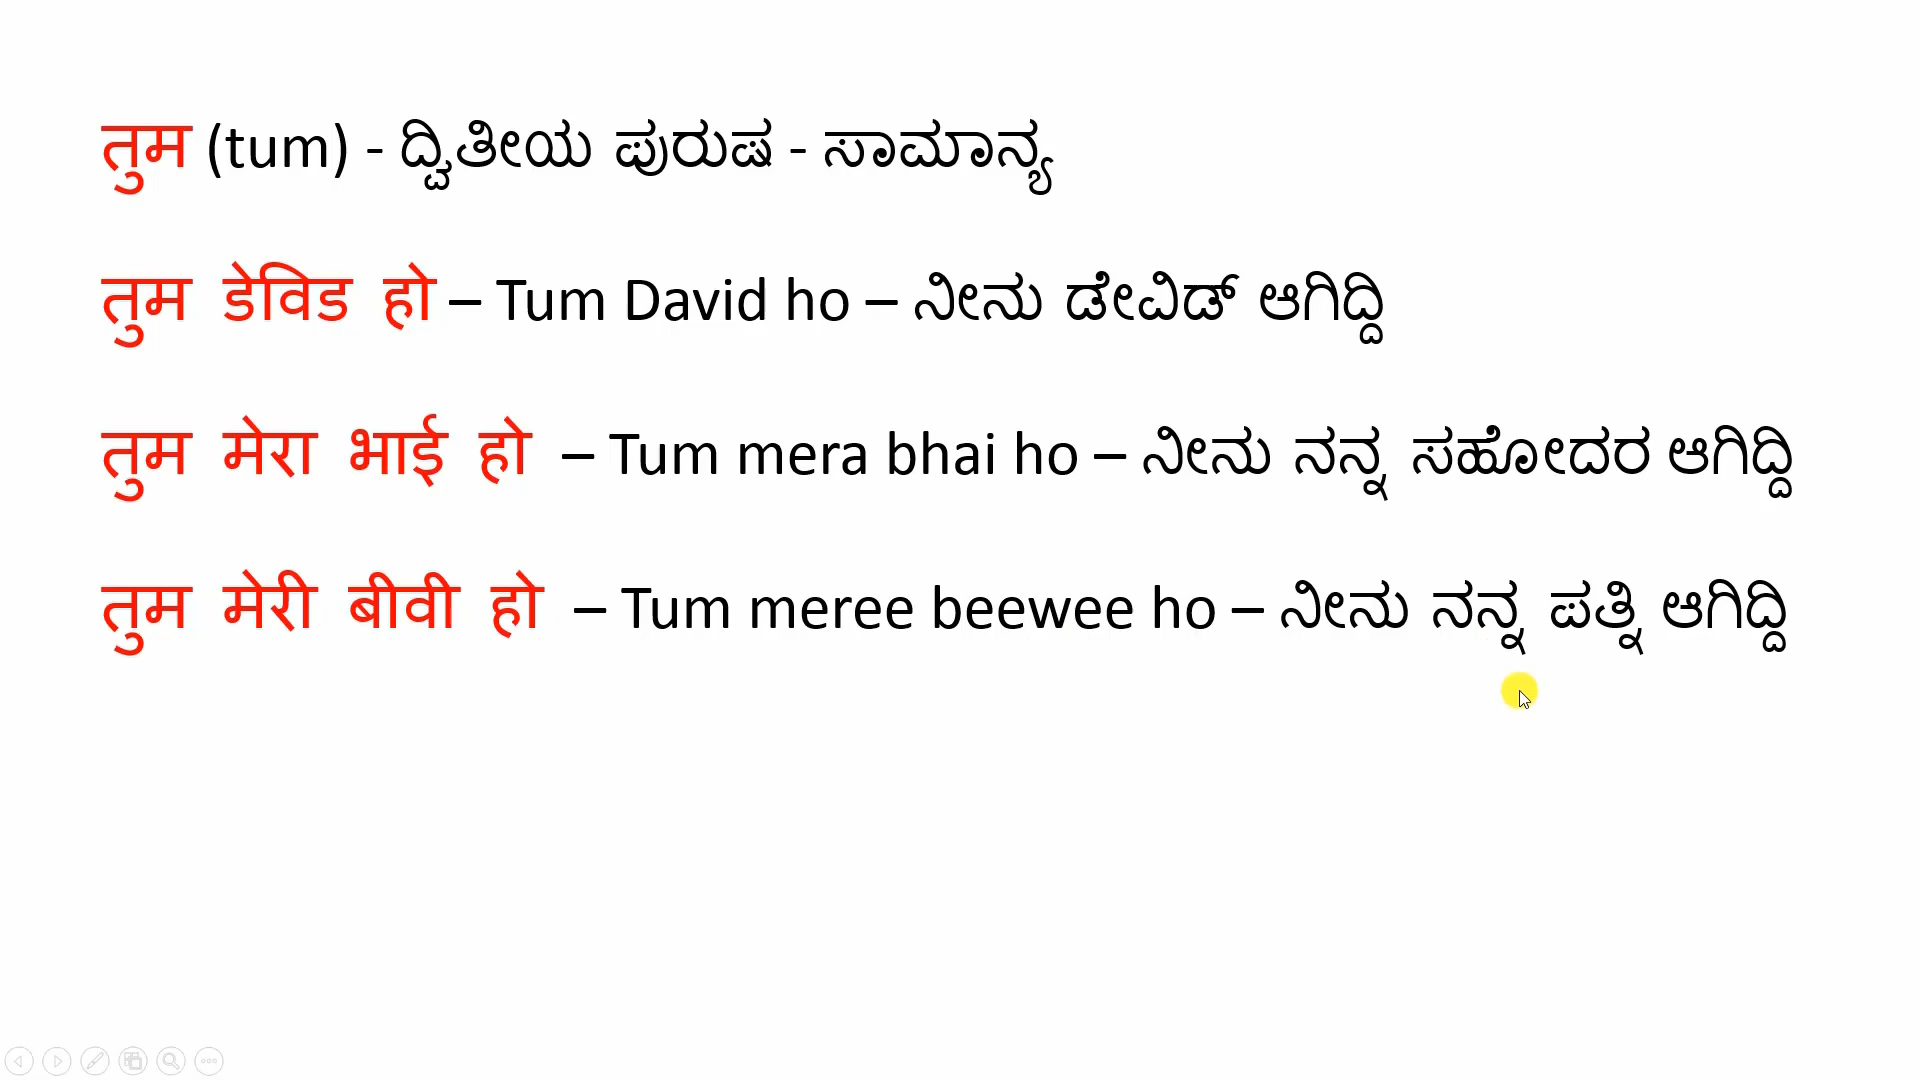 तुम (tum) - ದ್ವಿತೀಯ ಪುರುಷ - ಸಾಮಾನ್ಯ
तुम डेविड हो – Tum David ho – ನೀನು ಡೇವಿಡ್ ಆಗಿದ್ದಿ
तुम मेरा भाई हो – Tum mera bhai ho – ನೀನು ನನ್ನ ಸಹೋದರ ಆಗಿದ್ದಿ
तुम मेरी बीवी हो – Tum meree beewee ho – ನೀನು ನನ್ನ ಪತ್ನಿ ಆಗಿದ್ದಿ